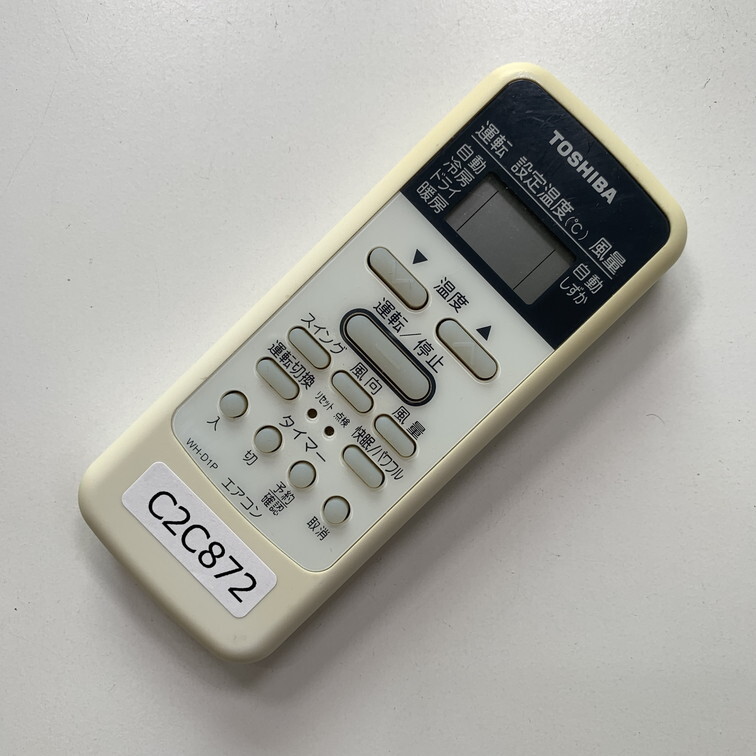 TOSHIBA
運転 設定温度(℃) 風量
自動
冷房
ドライ
暖房
自動
しずか
▼ 温度 ▲
運転/停止
スイング
風向
風量
運転切換
リセット 点検
快眠/パワフル
タイマー
入
切
予約
確認
取消
WH-D1P
エアコン
C2C872